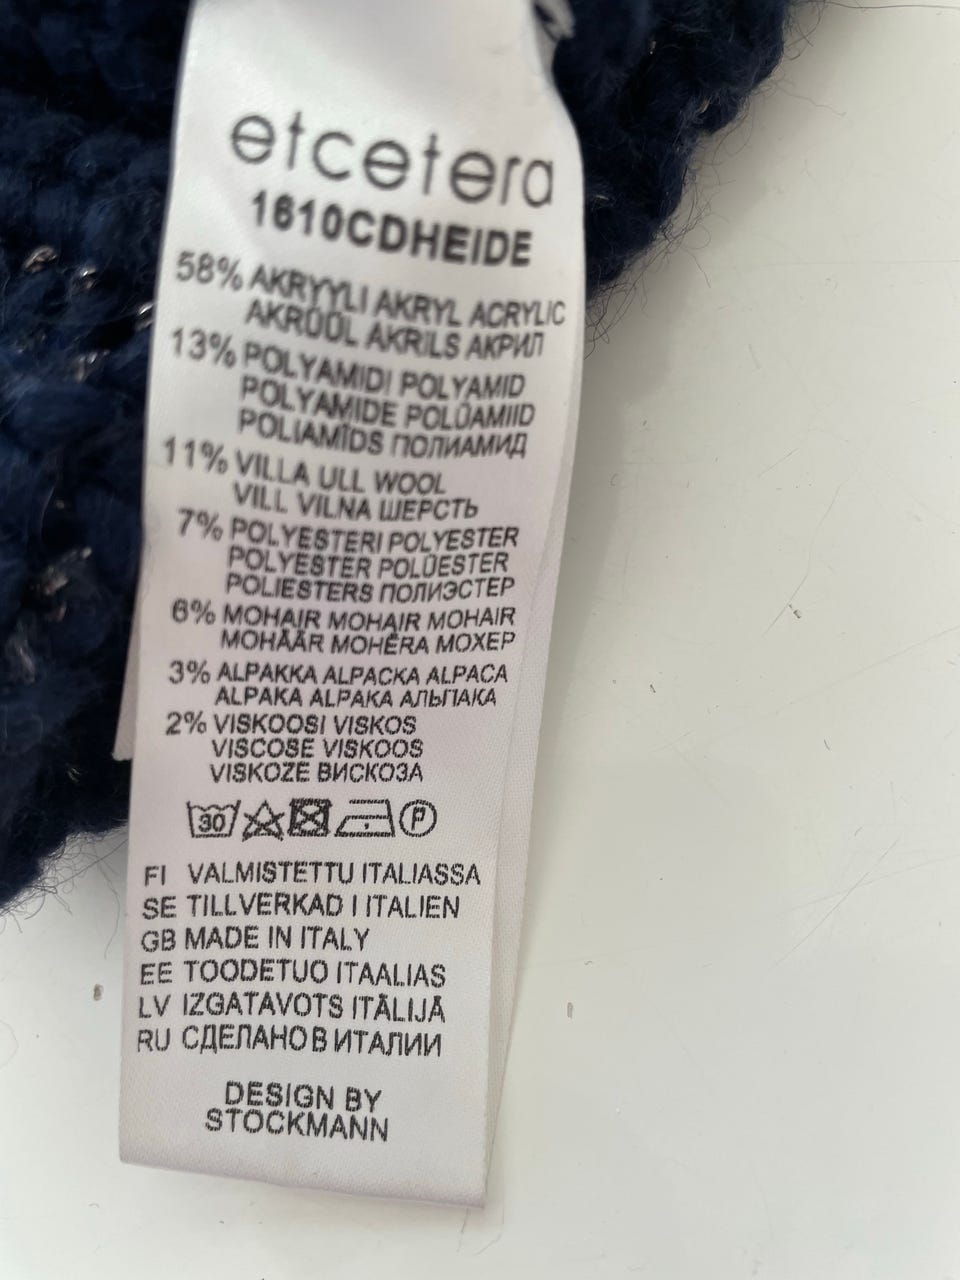 etcetera
1610CDHEIDE
58% AKRYYLI AKRYL ACRYLIC
AKRÜÜL AKRILS АКРИЛ
13% POLYAMIDI POLYAMID
POLYAMIDE POLÜAMIID
POLIAMĪDS ПОЛИАМИД
11% VILLA ULL WOOL
VILL VILNA ШЕРСТЬ
7% POLYESTERI POLYESTER
POLYESTER POLÜESTER
POLIESTERS ПОЛИЭСТЕР
6% MOHAIR MOHAIR MOHAIR
MOHÄÄR MOHĒRA МОХЕР
3% ALPAKKA ALPACKA ALPACA
ALPAKA ALPAKA АЛЬПАКА
2% VISKOOSI VISKOS
VISCOSE VISKOOS
VISKOZE ВИСКОЗА
30 P
FI VALMISTETTU ITALIASSA
SE TILLVERKAD I ITALIEN
GB MADE IN ITALY
EE TOODETUO ITAALIAS
LV IZGATAVOTS ITĀLIJĀ
RU СДЕЛАНО В ИТАЛИИ
DESIGN BY
STOCKMANN